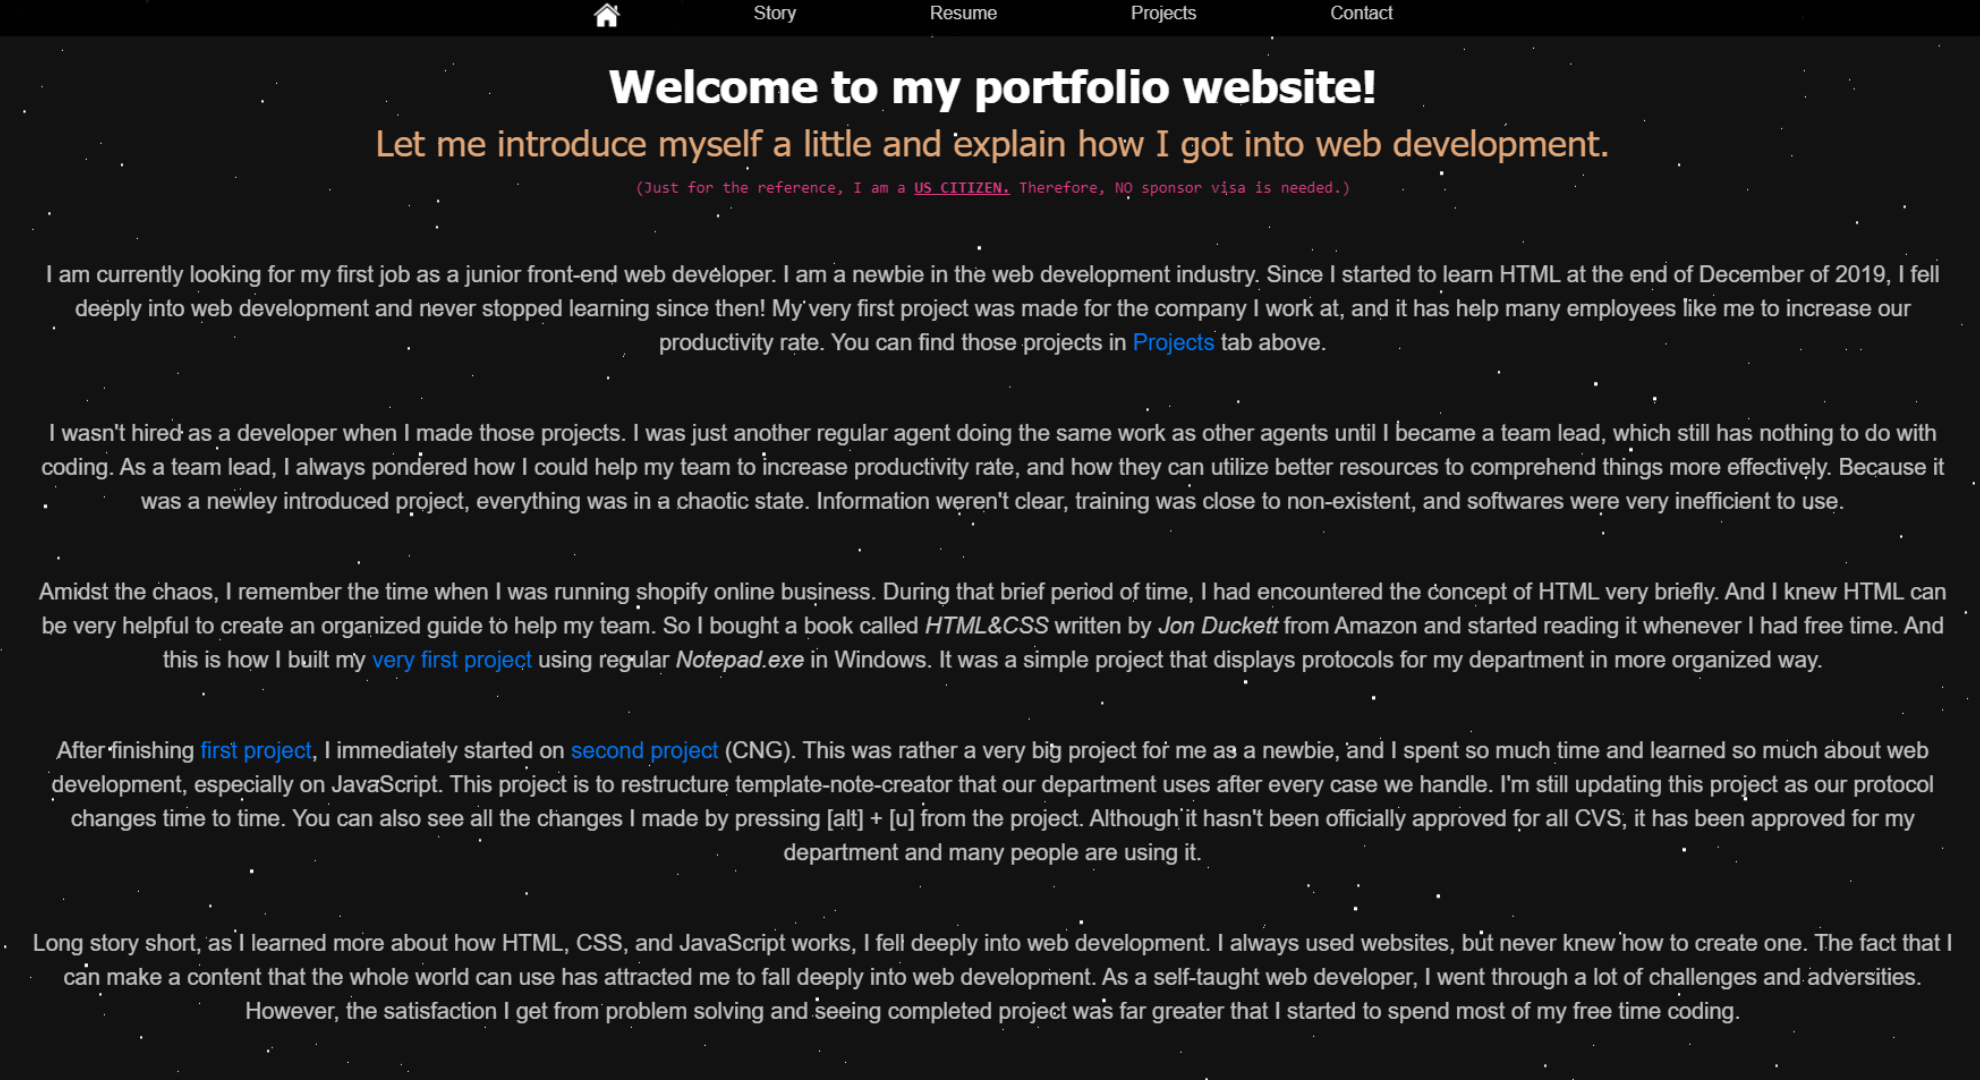 Story Resume Projects Contact
Welcome to my portfolio website!
Let me introduce myself a little and explain how I got into web development.
(Just for the reference, I am a US CITIZEN. Therefore, NO sponsor visa is needed.)
I am currently looking for my first job as a junior front-end web developer. I am a newbie in the web development industry. Since I started to learn HTML at the end of December of 2019, I fell
deeply into web development and never stopped learning since then! My very first project was made for the company I work at, and it has help many employees like me to increase our
productivity rate. You can find those projects in Projects tab above.
I wasn't hired as a developer when I made those projects. I was just another regular agent doing the same work as other agents until I became a team lead, which still has nothing to do with
coding. As a team lead, I always pondered how I could help my team to increase productivity rate, and how they can utilize better resources to comprehend things more effectively. Because it
was a newley introduced project, everything was in a chaotic state. Information weren't clear, training was close to non-existent, and softwares were very inefficient to use.
Amidst the chaos, I remember the time when I was running shopify online business. During that brief period of time, I had encountered the concept of HTML very briefly. And I knew HTML can
be very helpful to create an organized guide to help my team. So I bought a book called HTML&CSS written by Jon Duckett from Amazon and started reading it whenever I had free time. And
this is how I built my very first project using regular Notepad.exe in Windows. It was a simple project that displays protocols for my department in more organized way.
After finishing first project, I immediately started on second project (CNG). This was rather a very big project for me as a newbie, and I spent so much time and learned so much about web
development, especially on JavaScript. This project is to restructure template-note-creator that our department uses after every case we handle. I'm still updating this project as our protocol
changes time to time. You can also see all the changes I made by pressing [alt] + [u] from the project. Although it hasn't been officially approved for all CVS, it has been approved for my
department and many people are using it.
Long story short, as I learned more about how HTML, CSS, and JavaScript works, I fell deeply into web development. I always used websites, but never knew how to create one. The fact that I
can make a content that the whole world can use has attracted me to fall deeply into web development. As a self-taught web developer, I went through a lot of challenges and adversities.
However, the satisfaction I get from problem solving and seeing completed project was far greater that I started to spend most of my free time coding.